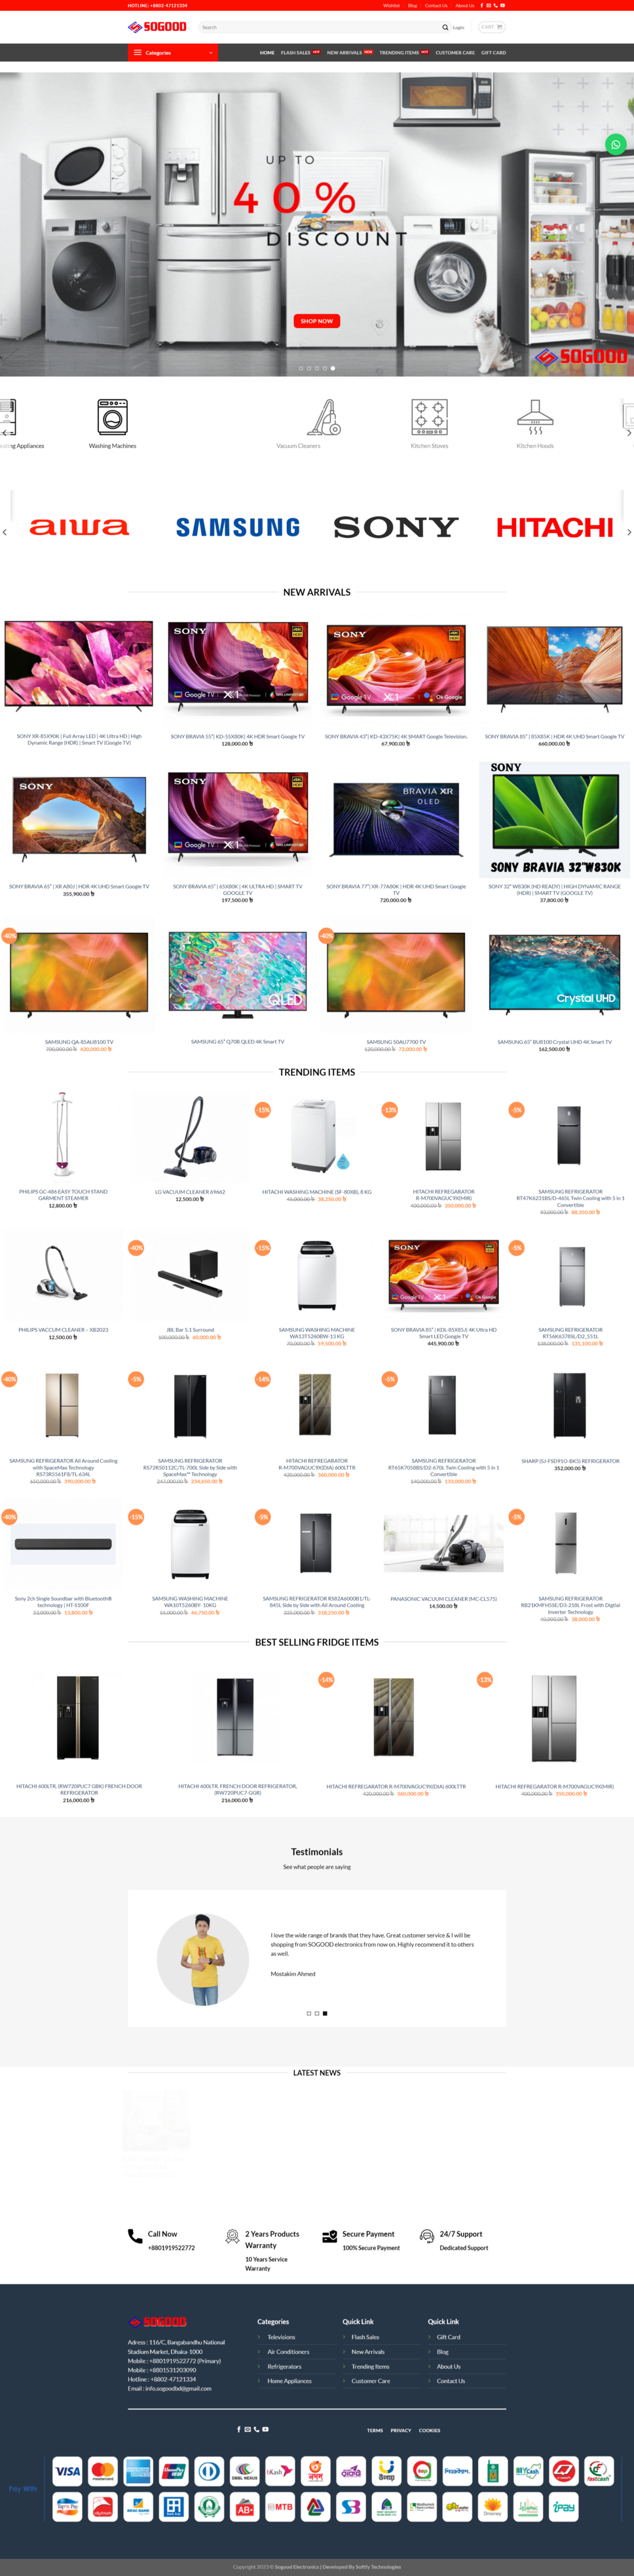 HOTLINE: +8802-47121334
Wishlist Blog Contact Us About Us
SOGOOD
Search
Login
CART
Categories
HOME FLASH SALES NEW ARRIVALS TRENDING ITEMS CUSTOMER CARE GIFT CARD
UP TO
40%
DISCOUNT
SHOP NOW
SOGOOD
Washing Machines
Vacuum Cleaners
Kitchen Stoves
Kitchen Hoods
aiwa
SAMSUNG
SONY
HITACHI
NEW ARRIVALS
SONY XR-85X90K | Full Array LED | 4K Ultra HD | High
Dynamic Range (HDR) | Smart TV (Google TV)
SONY BRAVIA 55"| KD-55X80K| 4K HDR Smart Google TV
128,000.00 ৳
SONY BRAVIA 43"| KD-43X75K| 4K SMART Google Television.
67,900.00 ৳
SONY BRAVIA 85" | 85X85K | HDR 4K UHD Smart Google TV
660,000.00 ৳
SONY BRAVIA 65" | XR A80J | HDR 4K UHD Smart Google TV
355,900.00 ৳
SONY BRAVIA 65" | 65X80K | 4K ULTRA HD | SMART TV
GOOGLE TV
197,500.00 ৳
BRAVIA XR
OLED
SONY BRAVIA 77"| XR-77A80K | HDR 4K UHD Smart Google
TV
720,000.00 ৳
SONY
SONY BRAVIA 32"W830K
SONY 32" W830K (HD READY) | HIGH DYNAMIC RANGE
(HDR) | SMART TV (GOOGLE TV)
37,800.00 ৳
-40%
SAMSUNG QA-85AU8100 TV
700,000.00 ৳ 420,000.00 ৳
QLED
SAMSUNG 65" Q70B QLED 4K Smart TV
-40%
SAMSUNG 50AU7700 TV
120,000.00 ৳ 72,000.00 ৳
Crystal UHD
SAMSUNG 65" BU8100 Crystal UHD 4K Smart TV
162,500.00 ৳
TRENDING ITEMS
PHILIPS GC-486 EASY TOUCH STAND
GARMENT STEAMER
12,800.00 ৳
LG VACUUM CLEANER 69662
12,500.00 ৳
-15%
HITACHI WASHING MACHINE (SF-80XB), 8 KG
45,000.00 ৳ 38,250.00 ৳
-13%
HITACHI REFREGARATOR
R-M700VAGUC9X(MIR)
400,000.00 ৳ 350,000.00 ৳
-5%
SAMSUNG REFRIGERATOR
RT47K6231BS/D-465L Twin Cooling with 5 in 1
Convertible
93,000.00 ৳ 88,350.00 ৳
PHILIPS VACCUM CLEANER – XB2023
12,500.00 ৳
-40%
JBL Bar 5.1 Surround
100,000.00 ৳ 60,000.00 ৳
-15%
SAMSUNG WASHING MACHINE
WA13T5260BW-13 KG
70,000.00 ৳ 59,500.00 ৳
SONY BRAVIA 85" | KDL-85X85J| 4K Ultra HD
Smart LED Google TV
445,900.00 ৳
-5%
SAMSUNG REFRIGERATOR
RT56K6378SL/D2_551L
138,000.00 ৳ 131,100.00 ৳
-40%
SAMSUNG REFRIGERATOR All Around Cooling
with SpaceMax Technology
RS73R5561F8/TL-634L
650,000.00 ৳ 390,000.00 ৳
-5%
SAMSUNG REFRIGERATOR
RS72R50112C/TL-700L Side by Side with
SpaceMax™ Technology
247,000.00 ৳ 234,650.00 ৳
-14%
HITACHI REFREGARATOR
R-M700VAGUC9X(DIA) 600LTTR
420,000.00 ৳ 360,000.00 ৳
-5%
SAMSUNG REFRIGERATOR
RT65K7058BS/D2-670L Twin Cooling with 5 in 1
Convertible
140,000.00 ৳ 133,000.00 ৳
SHARP (SJ-FSD91O-BKS) REFRIGERATOR
352,000.00 ৳
-40%
Sony 2ch Single Soundbar with Bluetooth®
technology | HT-S100F
23,000.00 ৳ 13,800.00 ৳
-15%
SAMSUNG WASHING MACHINE
WA10T5260BY- 10KG
55,000.00 ৳ 46,750.00 ৳
-5%
SAMSUNG REFRIGERATOR RS82A6000B1/TL-
845L Side by Side with All Around Cooling
335,000.00 ৳ 318,250.00 ৳
PANASONIC VACUUM CLEANER (MC-CL575)
14,500.00 ৳
-5%
SAMSUNG REFRIGERATOR
RB21KMFH5SE/D3-218L Frost with Digital
Inverter Technology
40,000.00 ৳ 38,000.00 ৳
BEST SELLING FRIDGE ITEMS
HITACHI 600LTR. (RW720PUC7 GBK) FRENCH DOOR
REFRIGERATOR
216,000.00 ৳
HITACHI 600LTR, FRENCH DOOR REFRIGERATOR,
(RW720PUC7-GGR)
216,000.00 ৳
-14%
HITACHI REFREGARATOR R-M700VAGUC9X(DIA) 600LTTR
420,000.00 ৳ 360,000.00 ৳
-13%
HITACHI REFREGARATOR R-M700VAGUC9X(MIR)
400,000.00 ৳ 350,000.00 ৳
Testimonials
See what people are saying
I love the wide range of brands that they have. Great customer service & I will be
shopping from SOGOOD electronics from now on. Highly recommend it to others
as well.
Mostakim Ahmed
LATEST NEWS
Call Now
+8801919522772
2 Years Products
Warranty
10 Years Service
Warranty
Secure Payment
100% Secure Payment
24/7 Support
Dedicated Support
SOGOOD
Adress : 116/C, Bangabandhu National
Stadium Market, Dhaka-1000
Mobile : +8801919522772 (Primary)
Mobile : +8801531203090
Hotline : +8802-47121334
Email : info.sogoodbd@gmail.com
Categories
Televisions
Air Conditioners
Refrigerators
Home Appliances
Quick Link
Flash Sales
New Arrivals
Trending Items
Customer Care
Quick Link
Gift Card
Blog
About Us
Contact Us
TERMS PRIVACY COOKIES
Pay With
VISA
Copyright 2023 © Sogood Electronics | Developed By Softfy Technologies